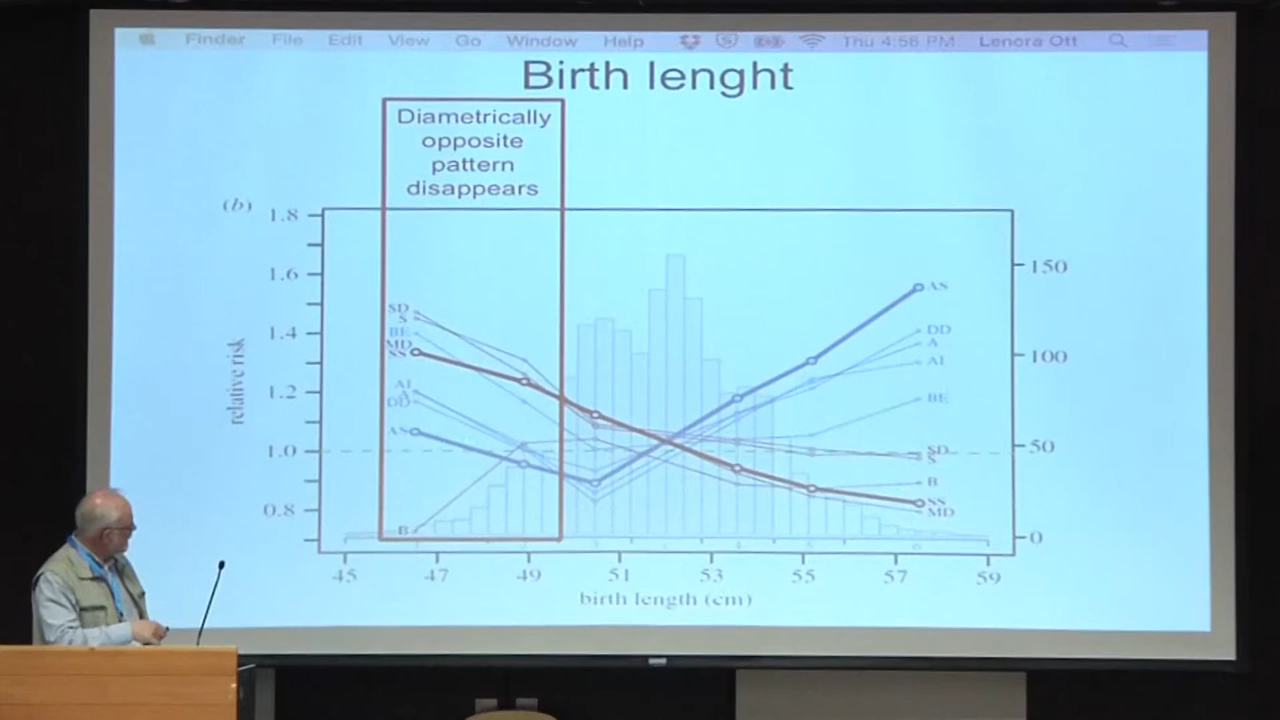 Finder File Edit View Go Window Help Thu 4:56 PM Lenora Ott
Birth lenght
Diametrically
opposite
pattern
disappears
(b)
1.8
1.6
1.4
1.2
1.0
0.8
relative risk
SD
S
BE
MD
SS
AI
A
DD
AS
B
AS
DD
A
AI
BE
SD
S
B
SS
MD
150
100
50
0
45 47 49 51 53 55 57 59
birth length (cm)